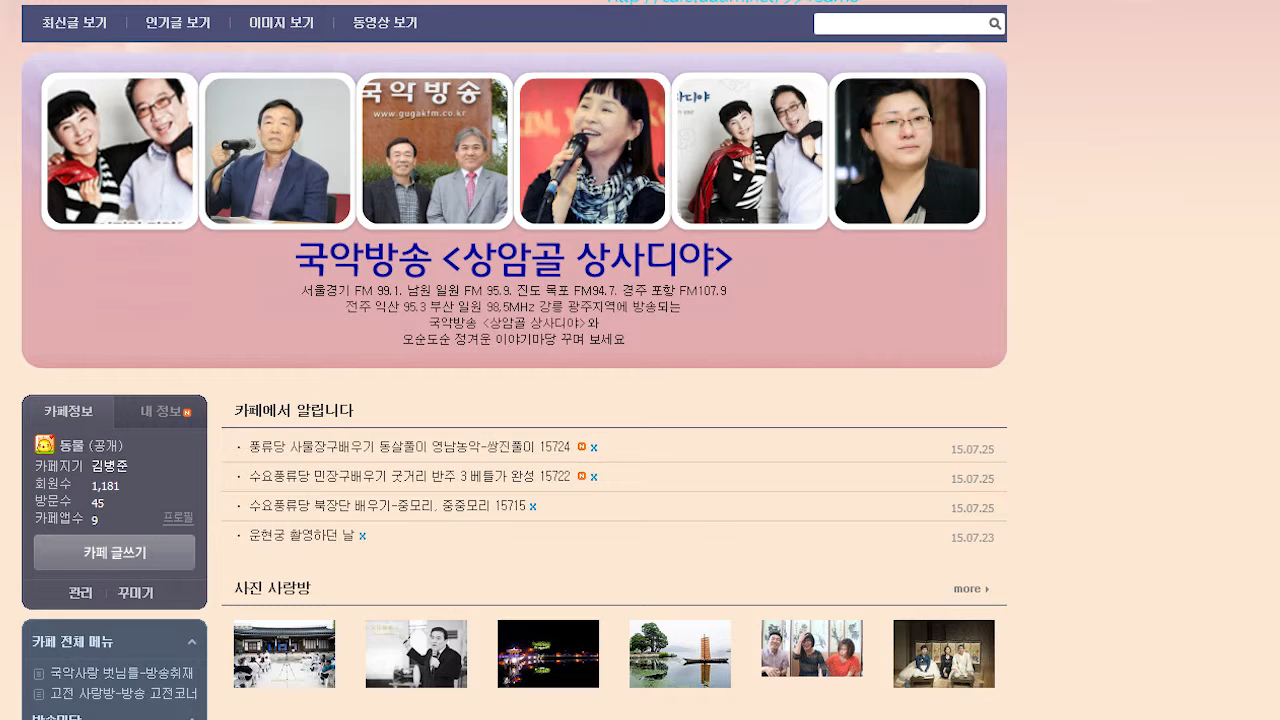 최신글 보기 | 인기글 보기 | 이미지 보기 | 동영상 보기
국악방송
www.gugakfm.co.kr
국악방송 <상암골 상사디야>
서울경기 FM 99.1. 남원 일원 FM 95.9. 진도 목포 FM94.7. 경주 포항 FM107.9
전주 익산 95.3 부산 일원 98.5MHz 강릉 광주지역에 방송되는
국악방송 <상암골 상사디야>와
오순도순 정겨운 이야기마당 꾸며 보세요
카페정보 내 정보 N
동물 (공개)
카페지기 김병준
회원수 1,181
방문수 45
카페앱수 9 프로필
카페 글쓰기
관리 | 꾸미기
카페 전체 메뉴
국악사랑 벗님들-방송취재
고전 사랑방-방송 고전코너
방송마당
카페에서 알립니다
· 풍류당 사물장구배우기 동살풀이 영남농악-쌍진풀이 15724 N x 15.07.25
· 수요풍류당 민장구배우기 굿거리 반주 3 베틀가 완성 15722 N x 15.07.25
· 수요풍류당 북장단 배우기-중모리, 중중모리 15715 x 15.07.25
· 운현궁 촬영하던 날 x 15.07.23
사진 사랑방 more